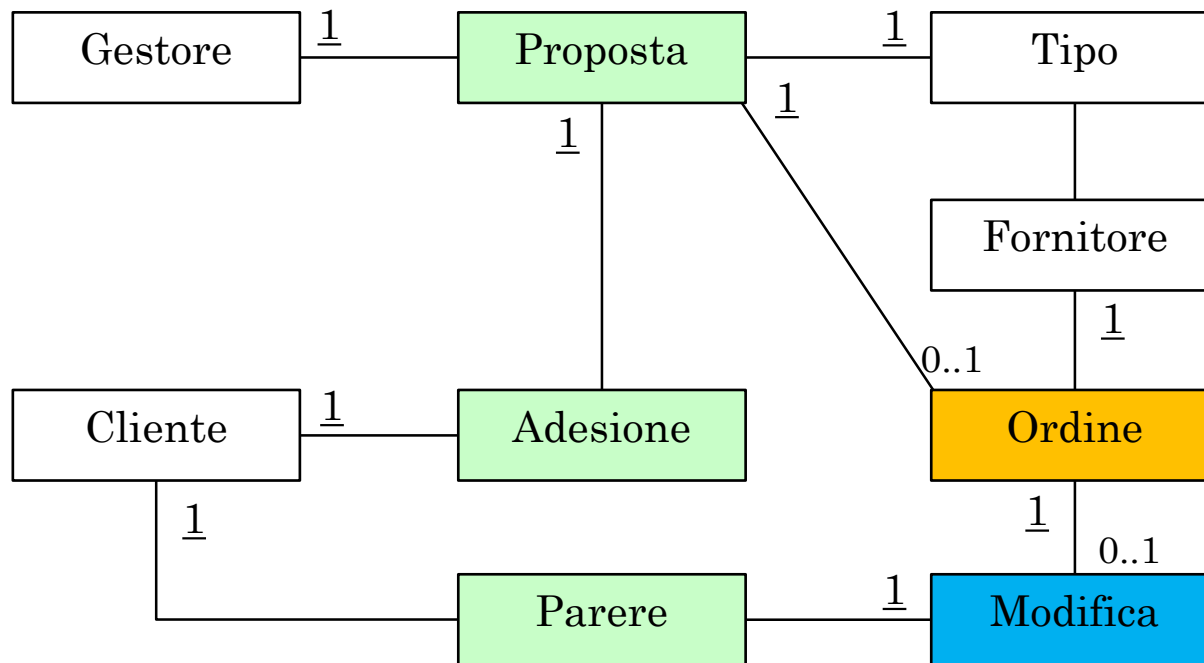 Gestore
1
Proposta
1
Tipo
1
1
Fornitore
1
0..1
Cliente
1
Adesione
Ordine
1
1
0..1
Parere
1
Modifica